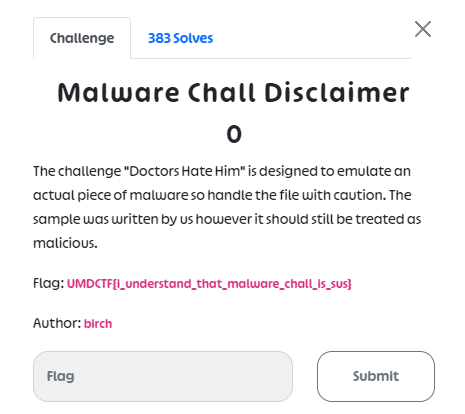 Challenge
383 Solves
Malware Chall Disclaimer
0
The challenge "Doctors Hate Him" is designed to emulate an
actual piece of malware so handle the file with caution. The
sample was written by us however it should still be treated as
malicious.
Flag: UMDCTF{i_understand_that_malware_chall_is_sus}
Author: birch
Flag
Submit